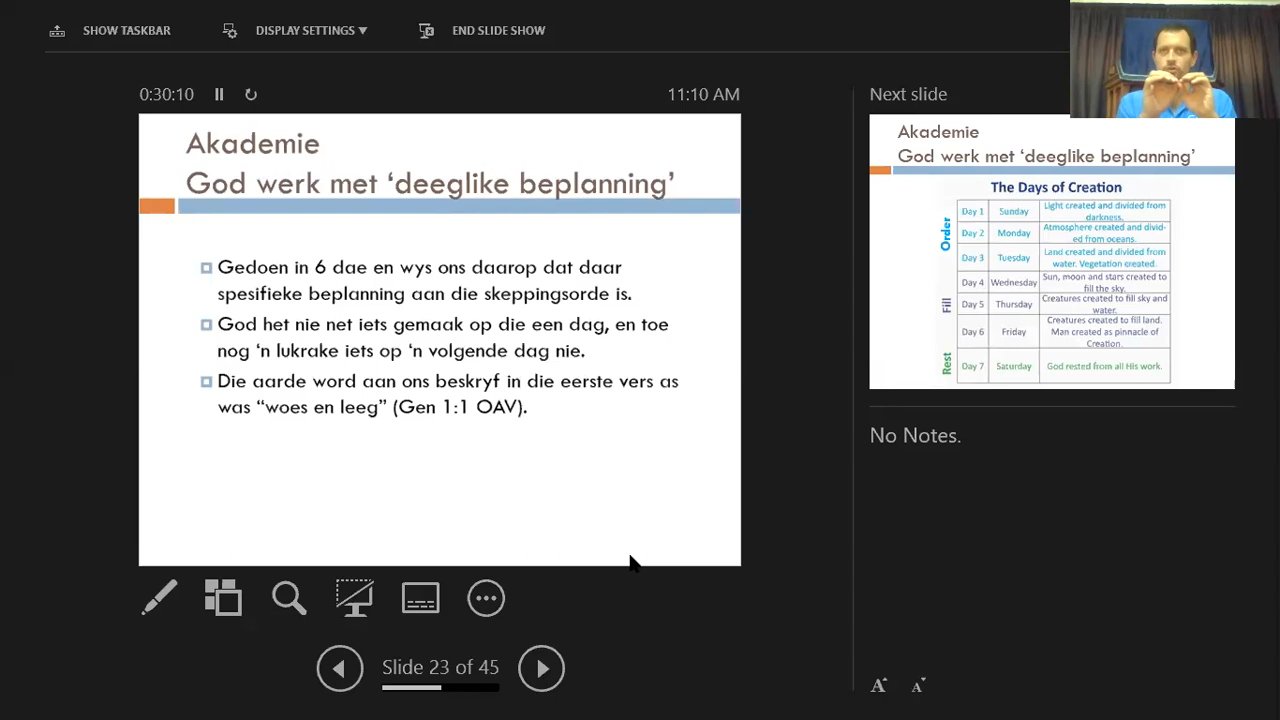 SHOW TASKBAR
DISPLAY SETTINGS ▼
END SLIDE SHOW
0:30:10
11:10 AM
Akademie
God werk met ‘deeglike beplanning’
Gedoen in 6 dae en wys ons daarop dat daar
spesifieke beplanning aan die skeppingsorde is.
God het nie net iets gemaak op die een dag, en toe
nog ‘n lukrake iets op ‘n volgende dag nie.
Die aarde word aan ons beskryf in die eerste vers as
was “woes en leeg” (Gen 1:1 OAV).
Slide 23 of 45
Next slide
Akademie
God werk met ‘deeglike beplanning’
The Days of Creation
Order
Day 1 Sunday Light created and divided from
darkness.
Day 2 Monday Atmosphere created and divid-
ed from oceans.
Day 3 Tuesday Land created and divided from
water. Vegetation created.
Fill
Day 4 Wednesday Sun, moon and stars created to
fill the sky.
Day 5 Thursday Creatures created to fill sky and
water.
Day 6 Friday Creatures created to fill land.
Man created as pinnacle of
Creation.
Rest
Day 7 Saturday God rested from all His work.
No Notes.
A A